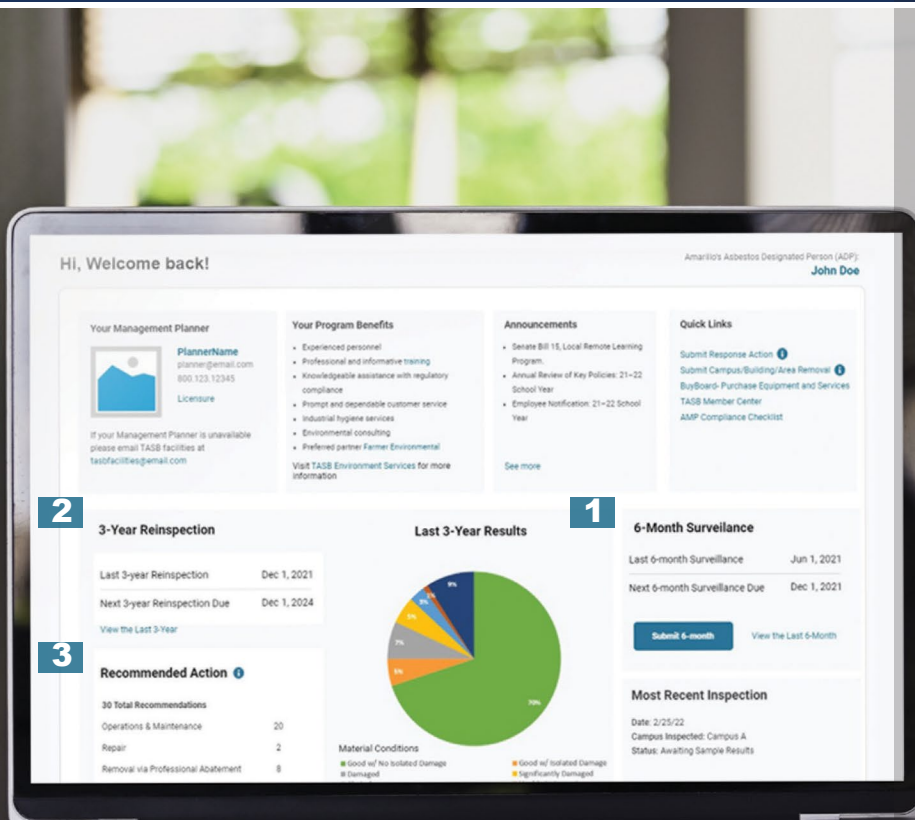 Hi, Welcome back!
Amarillo's Asbestos Designated Person (ADP):
John Doe
Your Management Planner
PlannerName
planner@email.com
800.123.12345
Licensure
If your Management Planner is unavailable
please email TASB facilities at
tasbfacilities@email.com
Your Program Benefits
• Experienced personnel
• Professional and informative training
• Knowledgeable assistance with regulatory
compliance
• Prompt and dependable customer service
• Industrial hygiene services
• Environmental consulting
• Preferred partner Farmer Environmental
Visit TASB Environment Services for more
information
Announcements
• Senate Bill 15, Local Remote Learning
Program.
• Annual Review of Key Policies: 21–22
School Year
• Employee Notification: 21–22 School
Year
See more
Quick Links
Submit Response Action
Submit Campus/Building/Area Removal
BuyBoard- Purchase Equipment and Services
TASB Member Center
AMP Compliance Checklist
2
3-Year Reinspection
Last 3-year Reinspection Dec 1, 2021
Next 3-year Reinspection Due Dec 1, 2024
View the Last 3-Year
3
Recommended Action
30 Total Recommendations
Operations & Maintenance 20
Repair 2
Removal via Professional Abatement 8
Last 3-Year Results
9%
5%
7%
5%
70%
Material Conditions
Good w/ No Isolated Damage
Good w/ Isolated Damage
Damaged
Significantly Damaged
1
6-Month Surveilance
Last 6-month Surveillance Jun 1, 2021
Next 6-month Surveillance Due Dec 1, 2021
Submit 6-month
View the Last 6-Month
Most Recent Inspection
Date: 2/25/22
Campus Inspected: Campus A
Status: Awaiting Sample Results